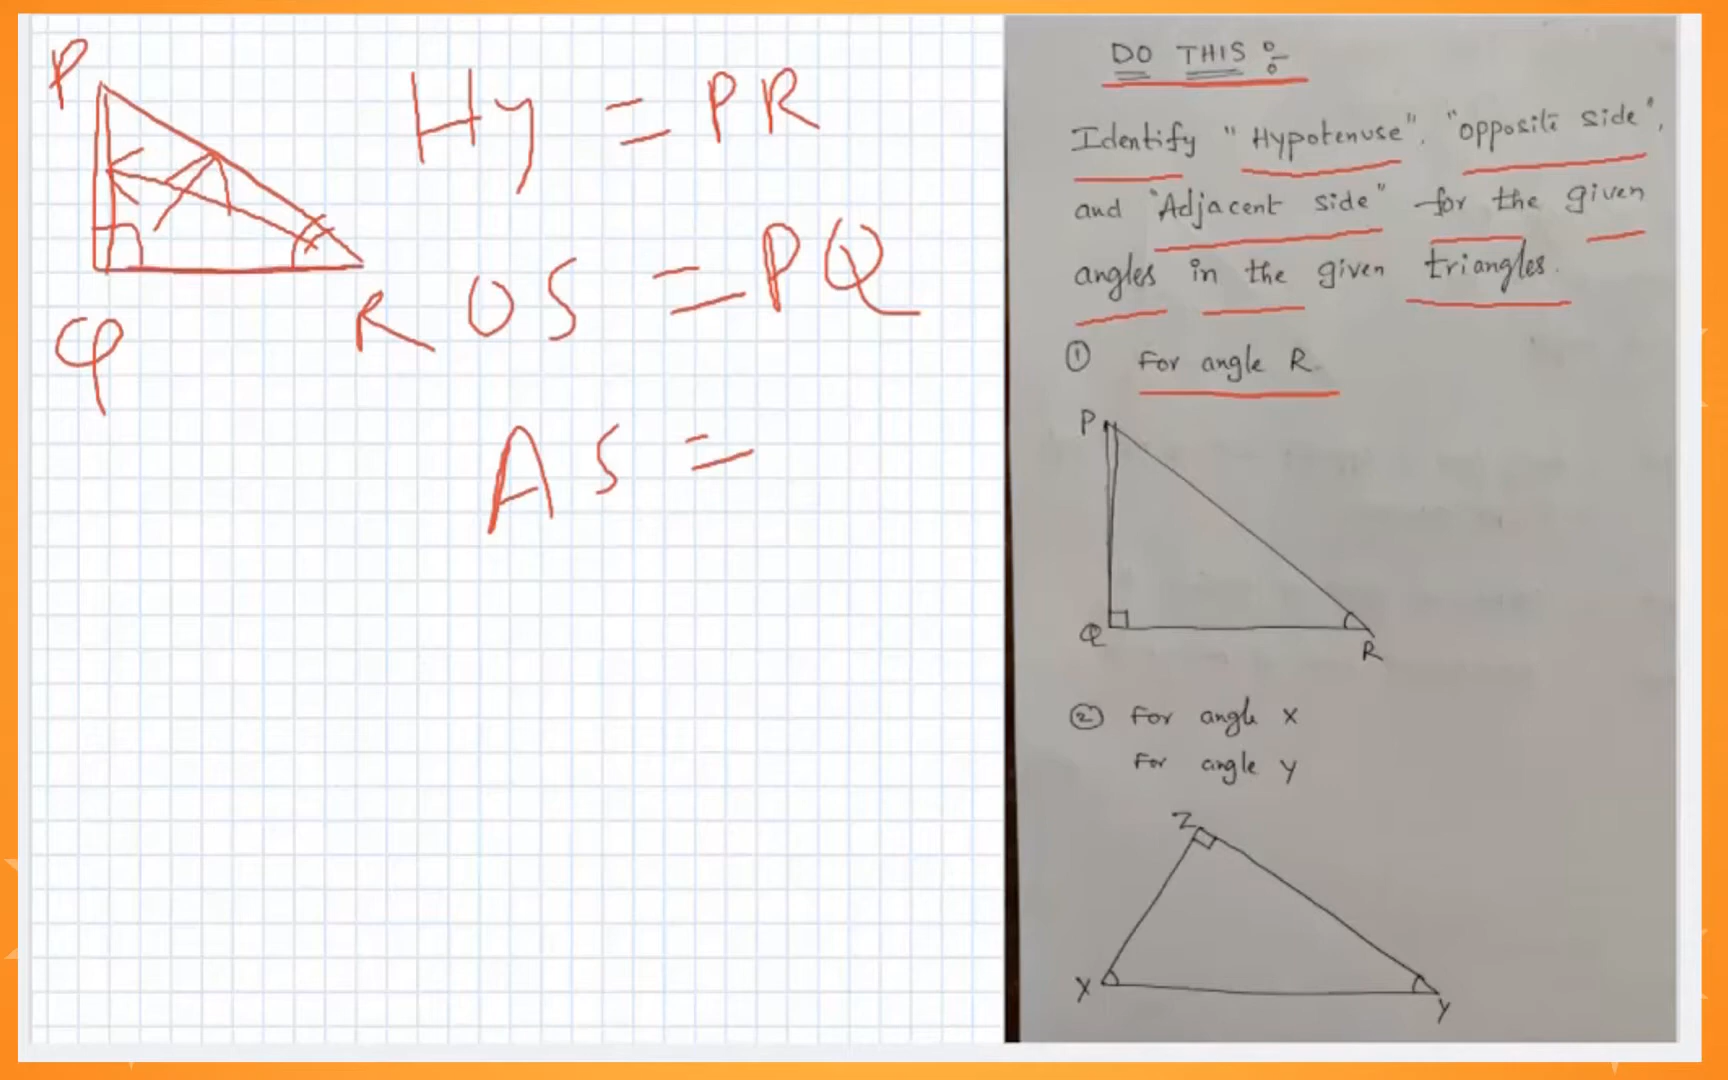 P
Hy = PR
Q
R
OS = PQ
AS =
DO THIS :-
Identify "Hypotenuse", "opposite side",
and "Adjacent side" for the given
angles in the given triangles.
① For angle R.
P
Q
R
② For angle X
For angle Y
Z
X
Y